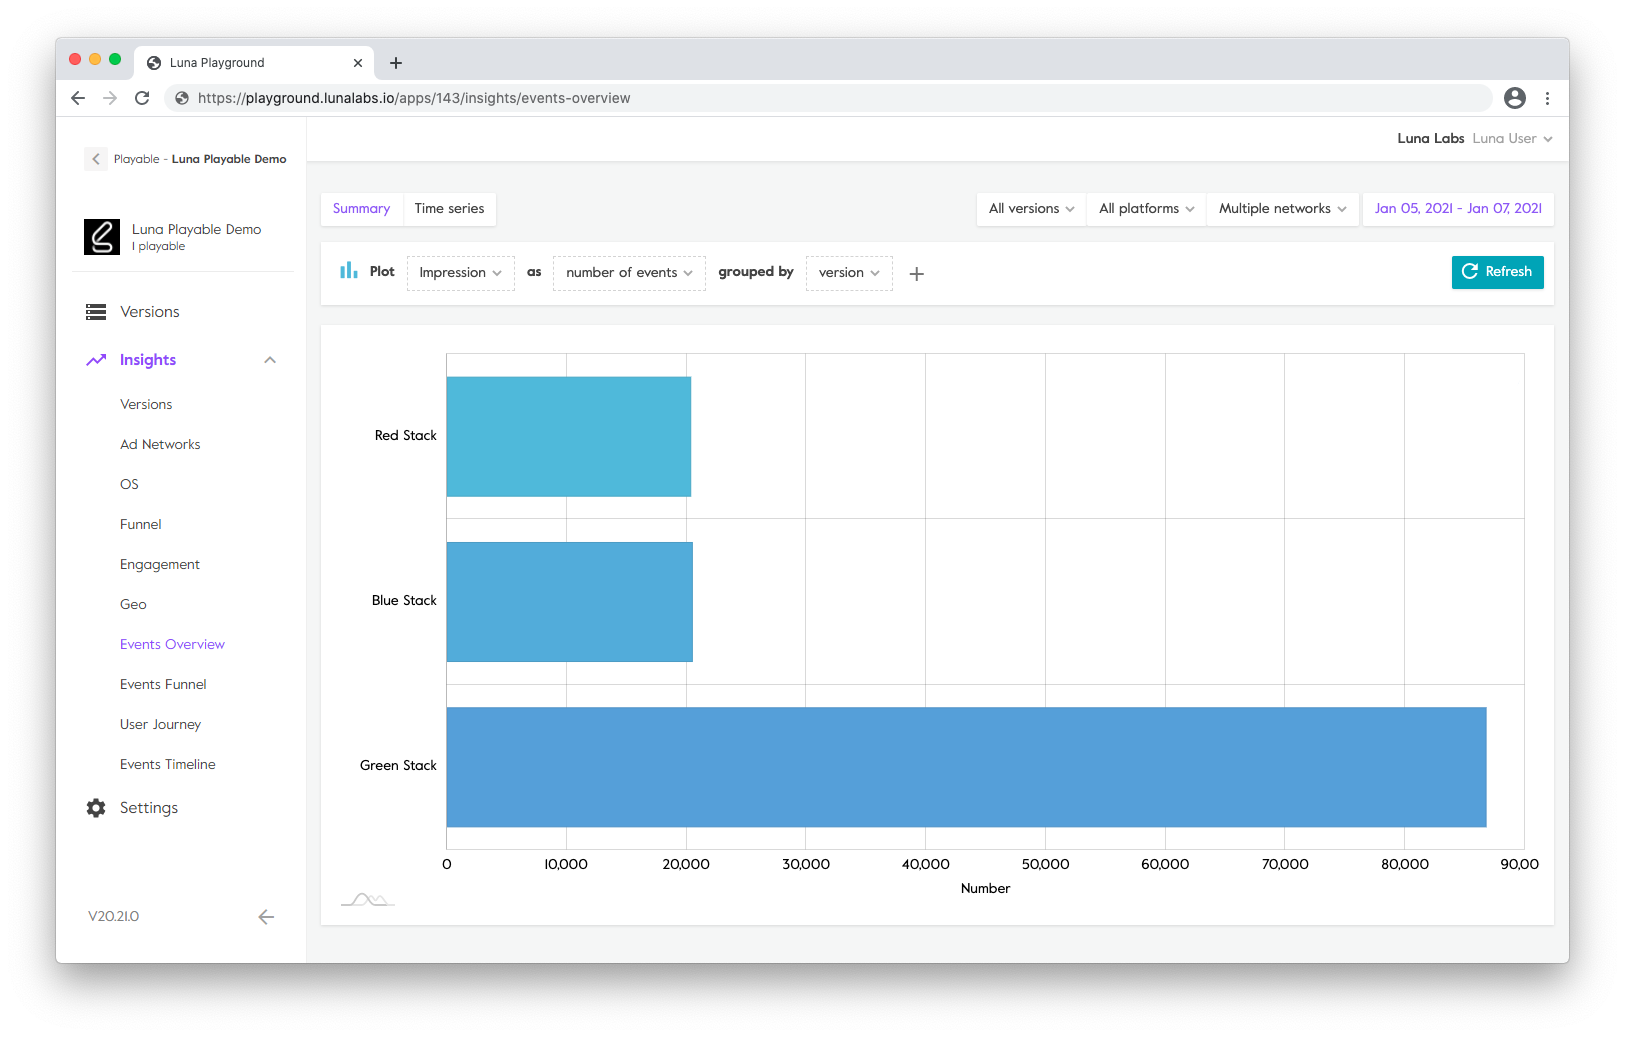 Luna Playground
https://playground.lunalabs.io/apps/143/insights/events-overview
Luna Labs Luna User
Playable - Luna Playable Demo
Luna Playable Demo
1 playable
Versions
Insights
Versions
Ad Networks
OS
Funnel
Engagement
Geo
Events Overview
Events Funnel
User Journey
Events Timeline
Settings
V20.21.0
Summary Time series All versions All platforms Multiple networks Jan 05, 2021 - Jan 07, 2021
Plot Impression as number of events grouped by version + Refresh
Red Stack
Blue Stack
Green Stack
0 10,000 20,000 30,000 40,000 50,000 60,000 70,000 80,000 90,00
Number